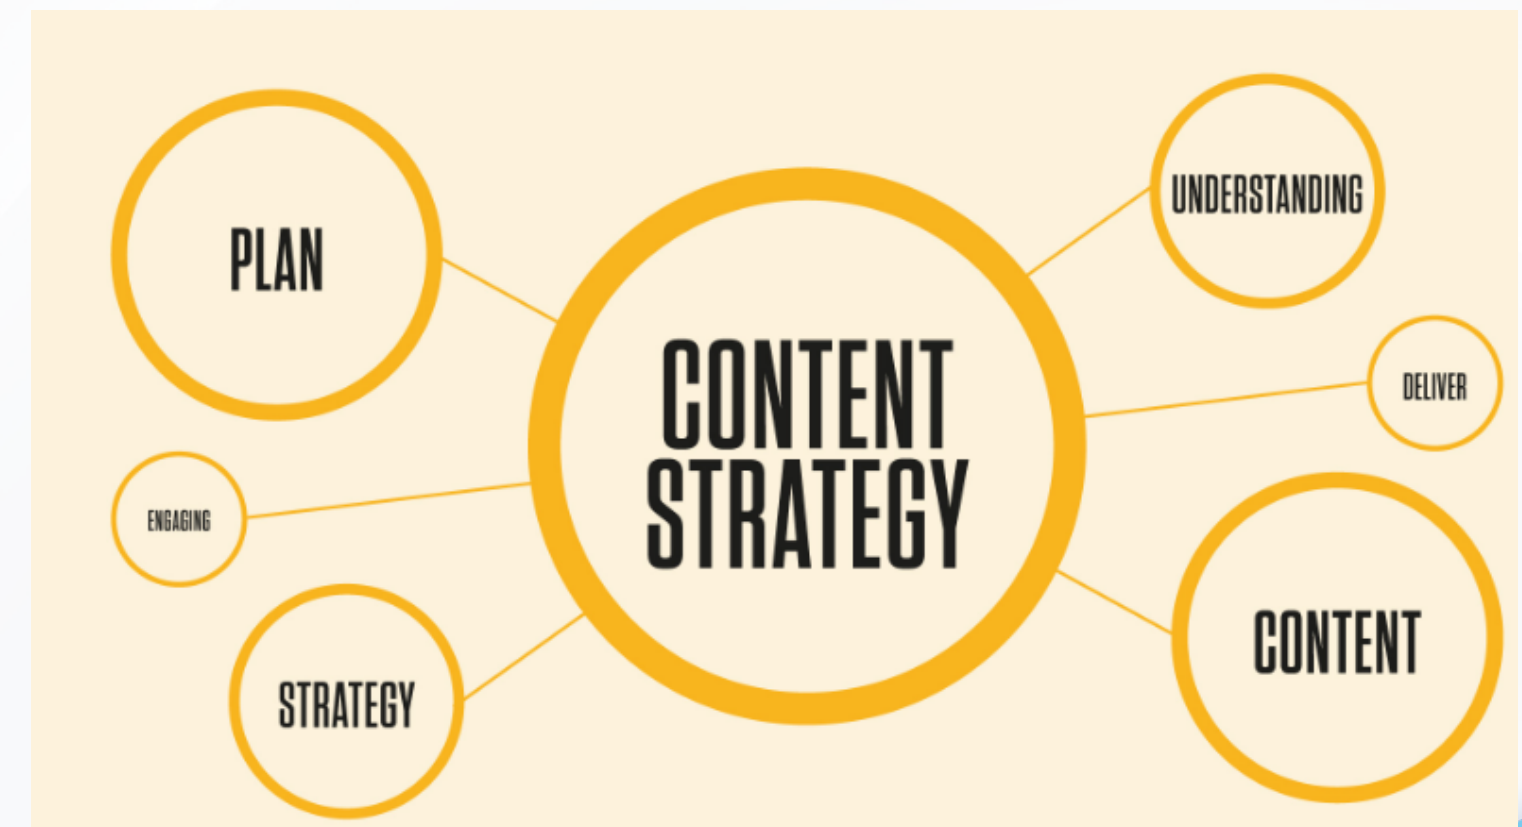 PLAN
UNDERSTANDING
CONTENT
STRATEGY
DELIVER
ENGAGING
STRATEGY
CONTENT